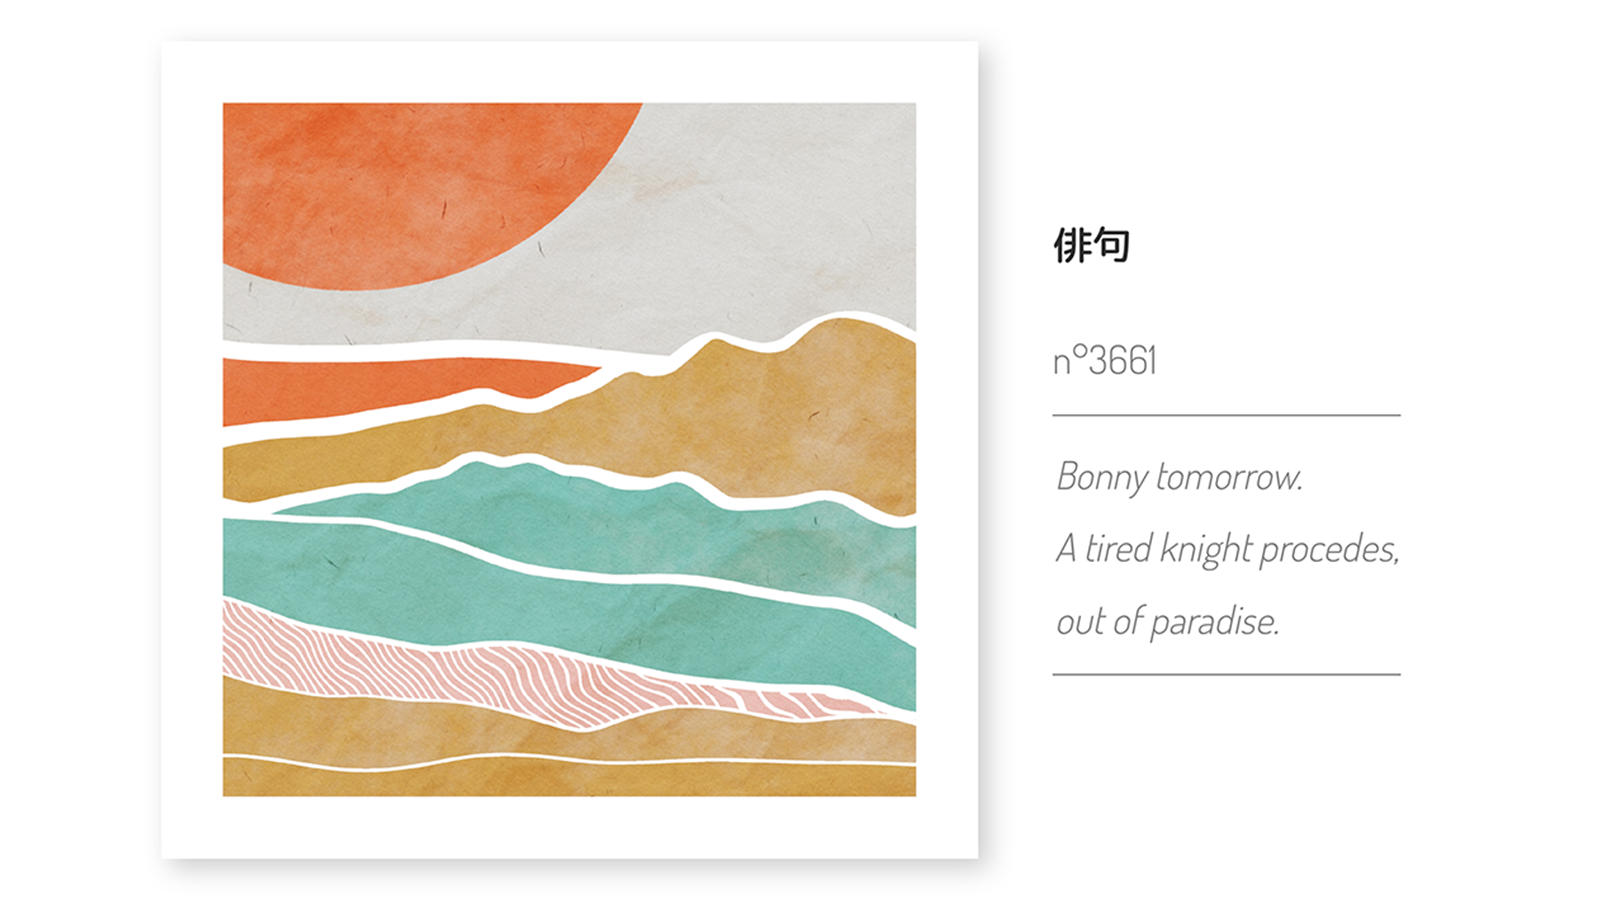 俳句
n°3661
Bonny tomorrow.
A tired knight procedes,
out of paradise.